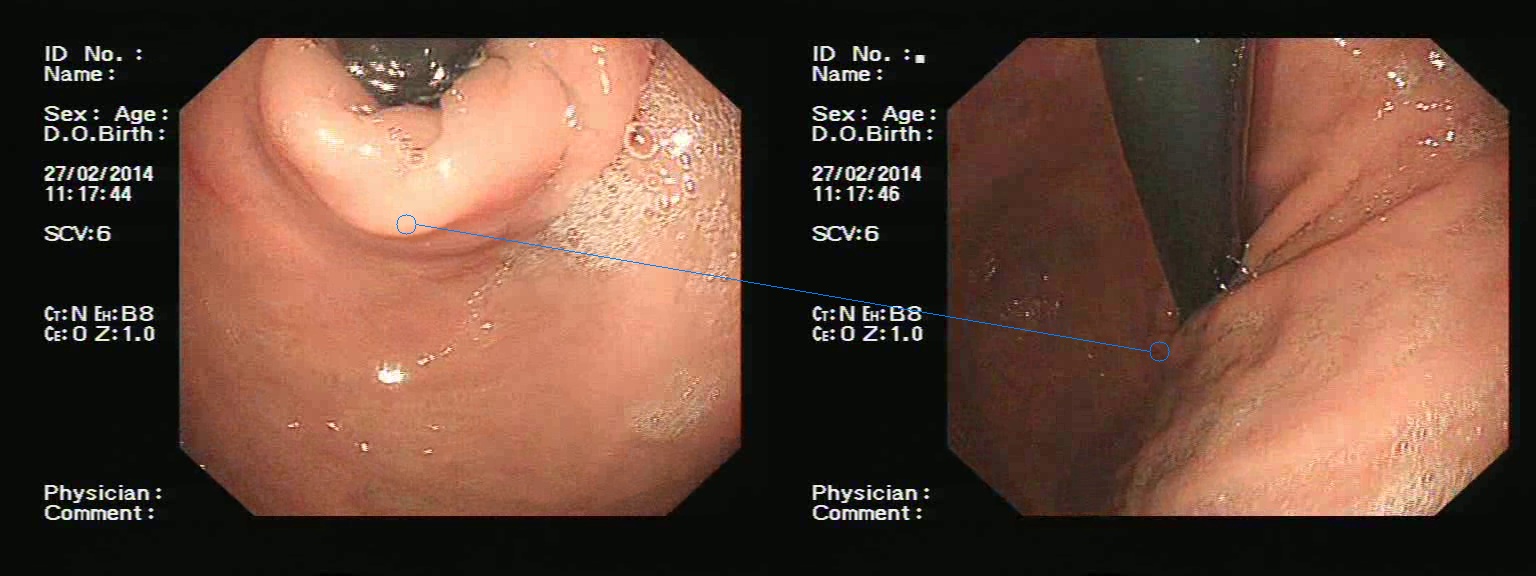 ID No. :
Name:
Sex: Age:
D.O.Birth:
27/02/2014
11:17:44
SCV:6
CT:N EH:B8
CE:0 Z:1.0
Physician:
Comment:
ID No. :
Name:
Sex: Age:
D.O.Birth:
27/02/2014
11:17:46
SCV:6
CT:N EH:B8
CE:0 Z:1.0
Physician:
Comment: